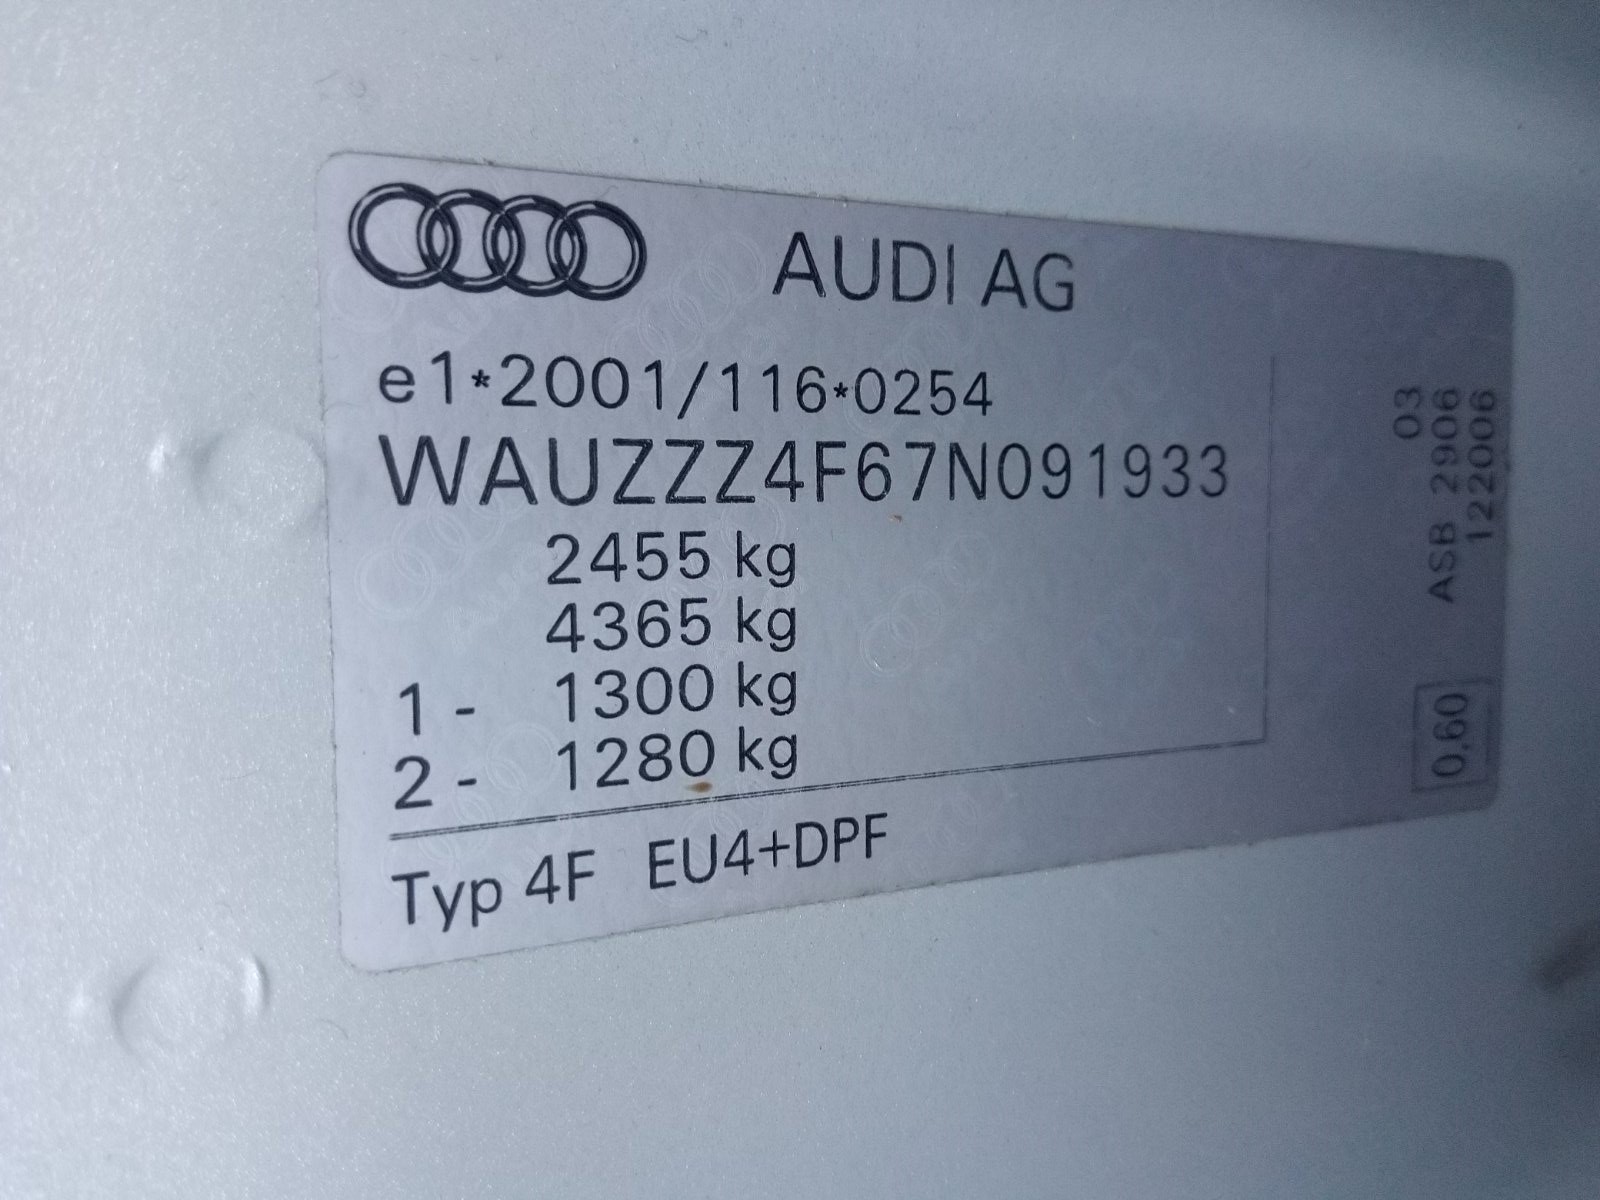 AUDI AG
e1*2001/116*0254
WAUZZZ4F67N091933
2455 kg
4365 kg
1 - 1300 kg
2 - 1280 kg
Typ 4F EU4+DPF
03
ASB 2906
122006
0,60